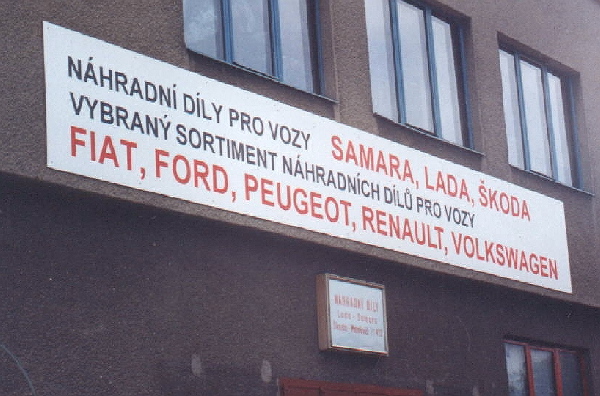 NÁHRADNÍ DÍLY PRO VOZY SAMARA, LADA, ŠKODA
VYBRANÝ SORTIMENT NÁHRADNÍCH DÍLŮ PRO VOZY
FIAT, FORD, PEUGEOT, RENAULT, VOLKSWAGEN
NÁHRADNÍ DÍLY
Lada - Samara
Škoda